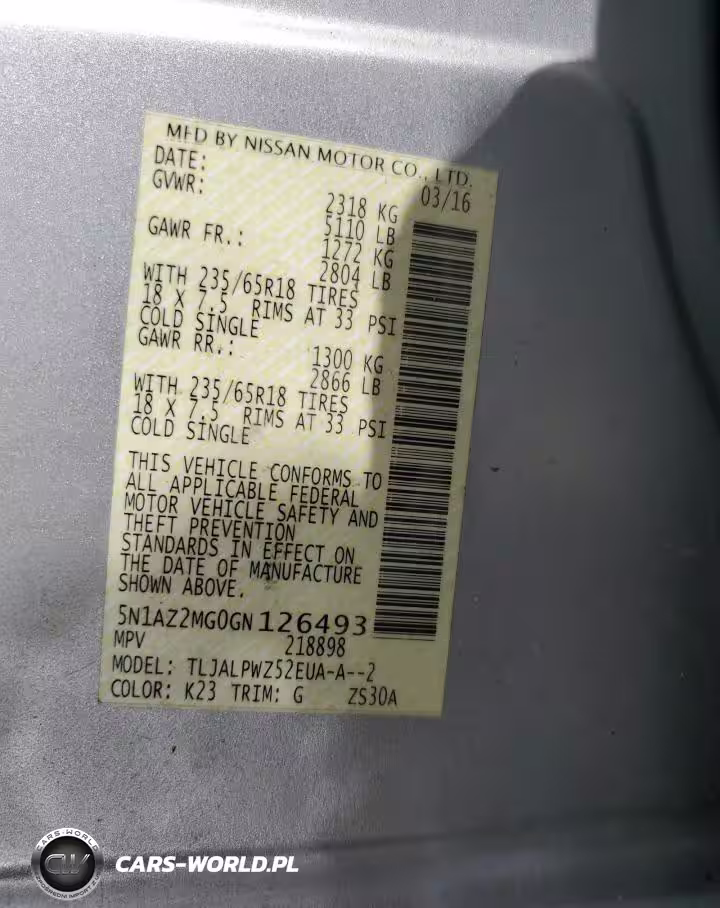 MFD BY NISSAN MOTOR CO., LTD.
DATE: 03/16
GVWR: 2318 KG
5110 LB
GAWR FR.: 1272 KG
2804 LB
WITH 235/65R18 TIRES
18 X 7.5 RIMS AT 33 PSI
COLD SINGLE
GAWR RR.: 1300 KG
2866 LB
WITH 235/65R18 TIRES
18 X 7.5 RIMS AT 33 PSI
COLD SINGLE
THIS VEHICLE CONFORMS TO
ALL APPLICABLE FEDERAL
MOTOR VEHICLE SAFETY AND
THEFT PREVENTION
STANDARDS IN EFFECT ON
THE DATE OF MANUFACTURE
SHOWN ABOVE.
5N1AZ2MG0GN126493
MPV 218898
MODEL: TLJALPWZ52EUA-A--2
COLOR: K23 TRIM: G ZS30A
CARS-WORLD
CW
CARS-WORLD.PL